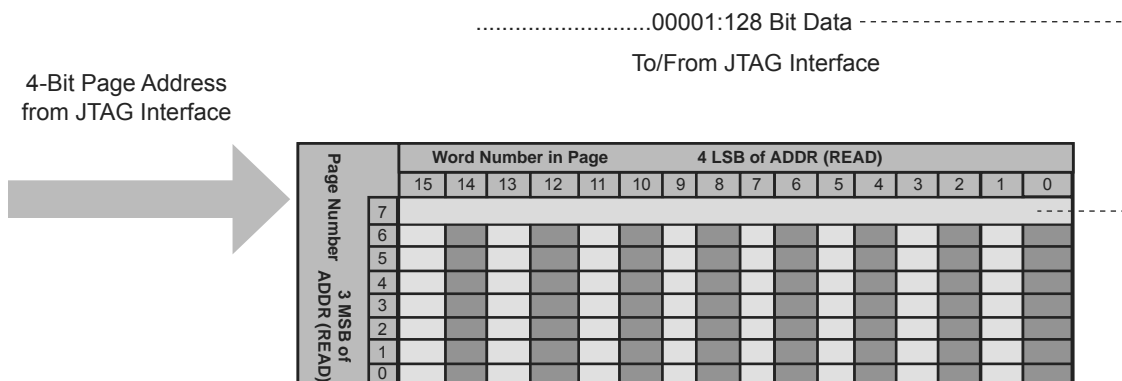 ...........................00001:128 Bit Data
To/From JTAG Interface
4-Bit Page Address
from JTAG Interface
Page Number
3 MSB of
ADDR (READ)
Word Number in Page 4 LSB of ADDR (READ)
15 14 13 12 11 10 9 8 7 6 5 4 3 2 1 0
7
6
5
4
3
2
1
0